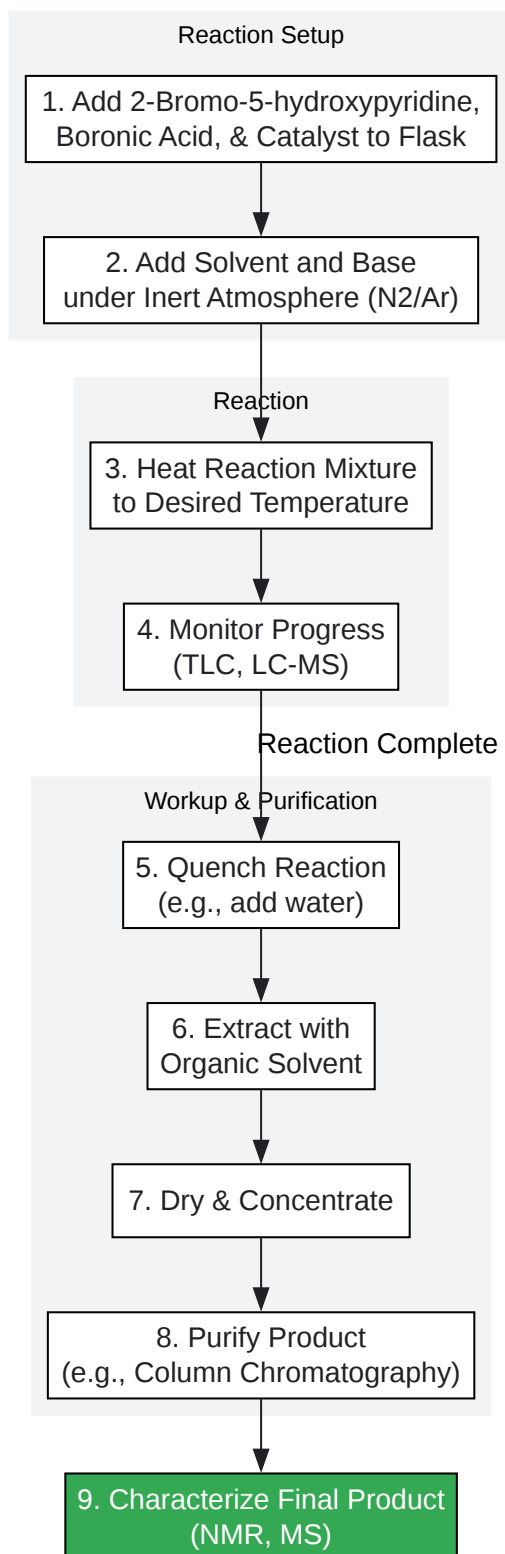 Reaction Setup
1. Add 2-Bromo-5-hydroxypyridine,
Boronic Acid, & Catalyst to Flask
2. Add Solvent and Base
under Inert Atmosphere (N2/Ar)
Reaction
3. Heat Reaction Mixture
to Desired Temperature
4. Monitor Progress
(TLC, LC-MS)
Reaction Complete
Workup & Purification
5. Quench Reaction
(e.g., add water)
6. Extract with
Organic Solvent
7. Dry & Concentrate
8. Purify Product
(e.g., Column Chromatography)
9. Characterize Final Product
(NMR, MS)